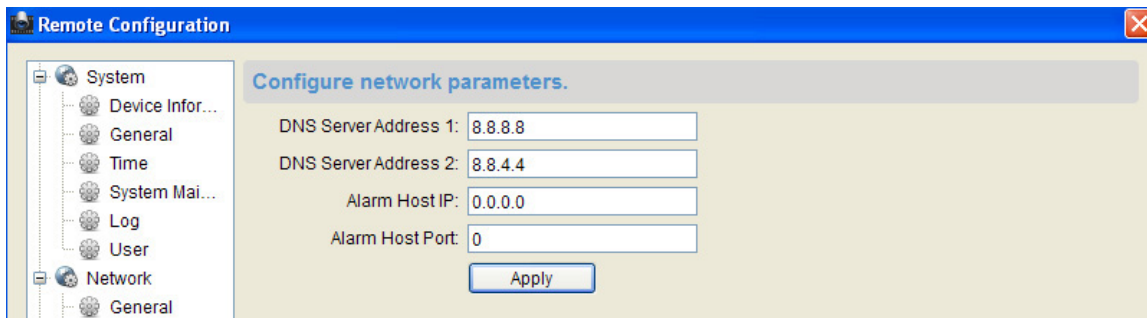 Remote Configuration
System
Device Infor...
General
Time
System Mai...
Log
User
Network
General
Configure network parameters.
DNS Server Address 1: 8.8.8.8
DNS Server Address 2: 8.8.4.4
Alarm Host IP: 0.0.0.0
Alarm Host Port: 0
Apply